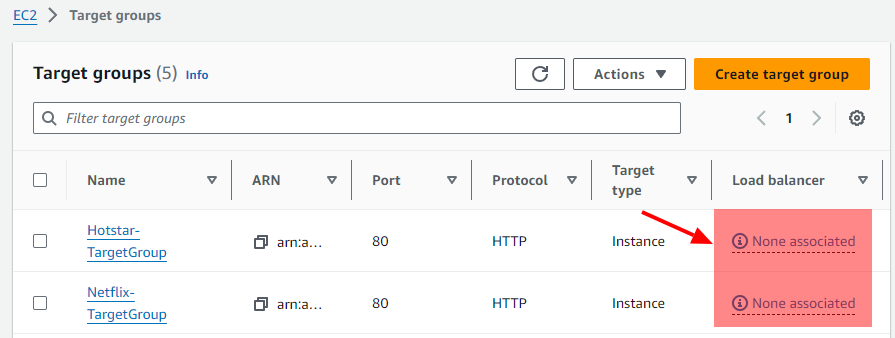 EC2 > Target groups
Target groups (5) Info
Actions
Create target group
Filter target groups
1
Name ARN Port Protocol Target type Load balancer
Hotstar-TargetGroup arn:a... 80 HTTP Instance None associated
Netflix-TargetGroup arn:a... 80 HTTP Instance None associated